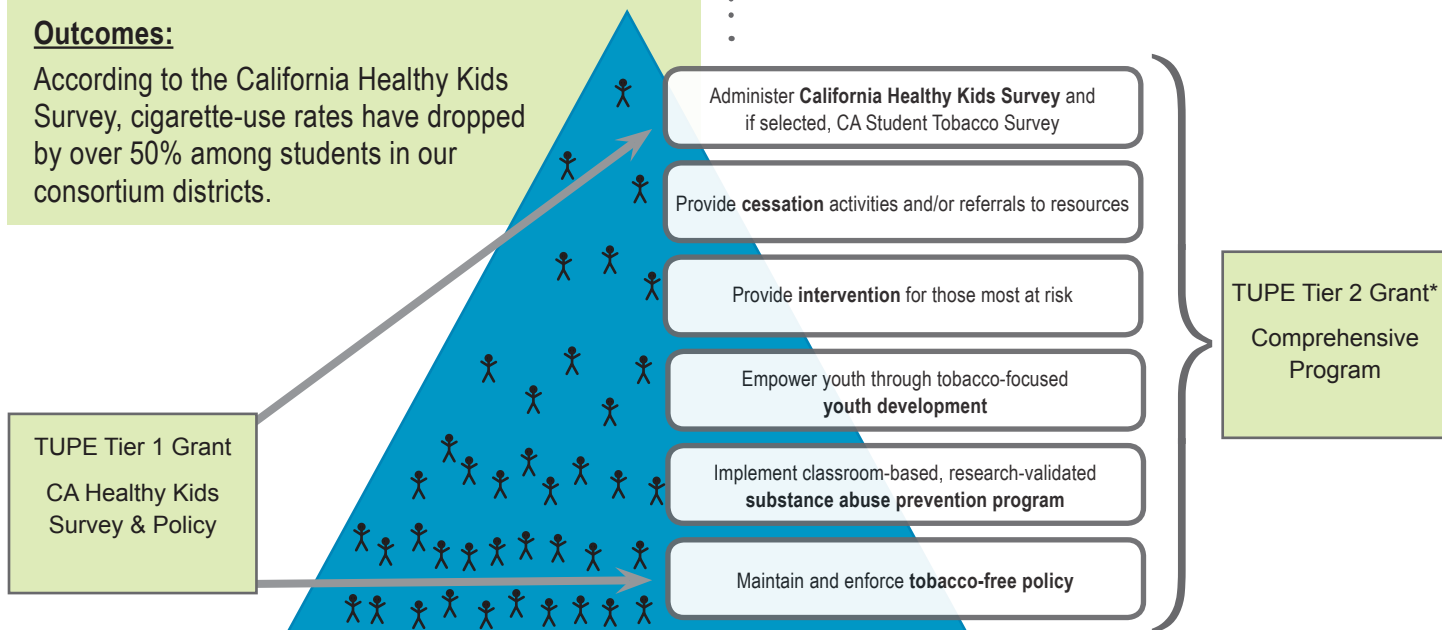 Outcomes:
According to the California Healthy Kids
Survey, cigarette-use rates have dropped
by over 50% among students in our
consortium districts.
Administer California Healthy Kids Survey and
if selected, CA Student Tobacco Survey
Provide cessation activities and/or referrals to resources
Provide intervention for those most at risk
Empower youth through tobacco-focused
youth development
Implement classroom-based, research-validated
substance abuse prevention program
Maintain and enforce tobacco-free policy
TUPE Tier 1 Grant
CA Healthy Kids
Survey & Policy
TUPE Tier 2 Grant*
Comprehensive
Program